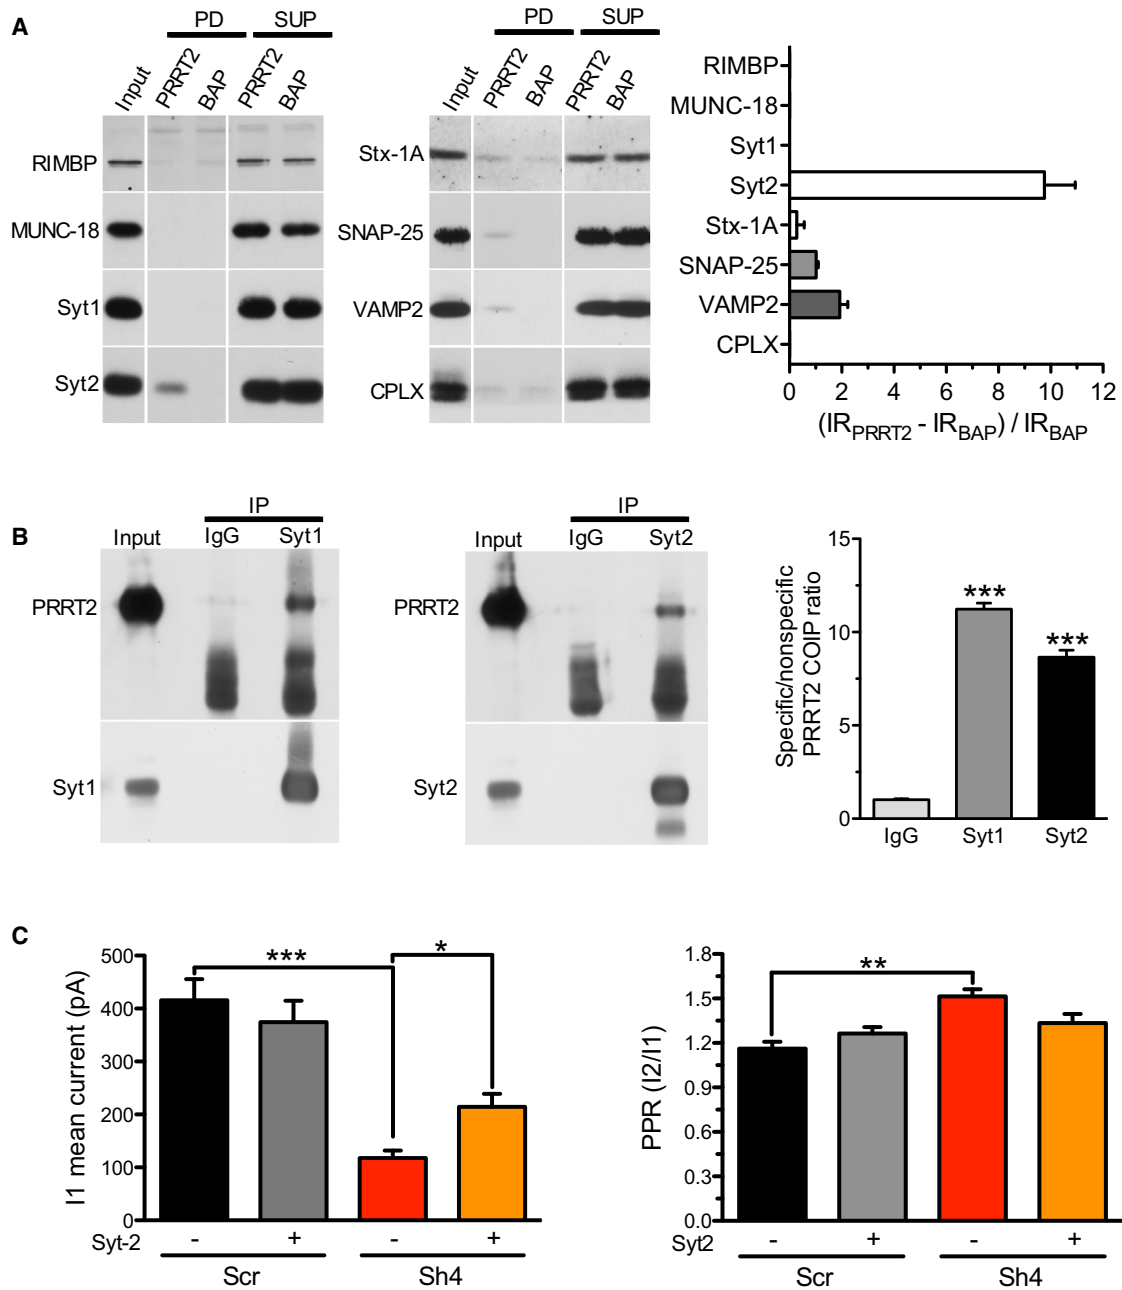 A
PD SUP
Input PRRT2 BAP PRRT2 BAP
RIMBP
MUNC-18
Syt1
Syt2
PD SUP
Input PRRT2 BAP PRRT2 BAP
Stx-1A
SNAP-25
VAMP2
CPLX
RIMBP
MUNC-18
Syt1
Syt2
Stx-1A
SNAP-25
VAMP2
CPLX
0 2 4 6 8 10 12
(IRPRRT2 - IRBAP) / IRBAP
B
IP
Input IgG Syt1
PRRT2
Syt1
IP
Input IgG Syt2
PRRT2
Syt2
Specific/nonspecific
PRRT2 COIP ratio
15
10
5
0
***
***
IgG Syt1 Syt2
C
I1 mean current (pA)
500
400
300
200
100
0
***
*
Syt-2 - + - +
Scr Sh4
PPR (I2/I1)
1.8
1.5
1.2
0.9
0.6
0.3
0.0
**
Syt2 - + - +
Scr Sh4